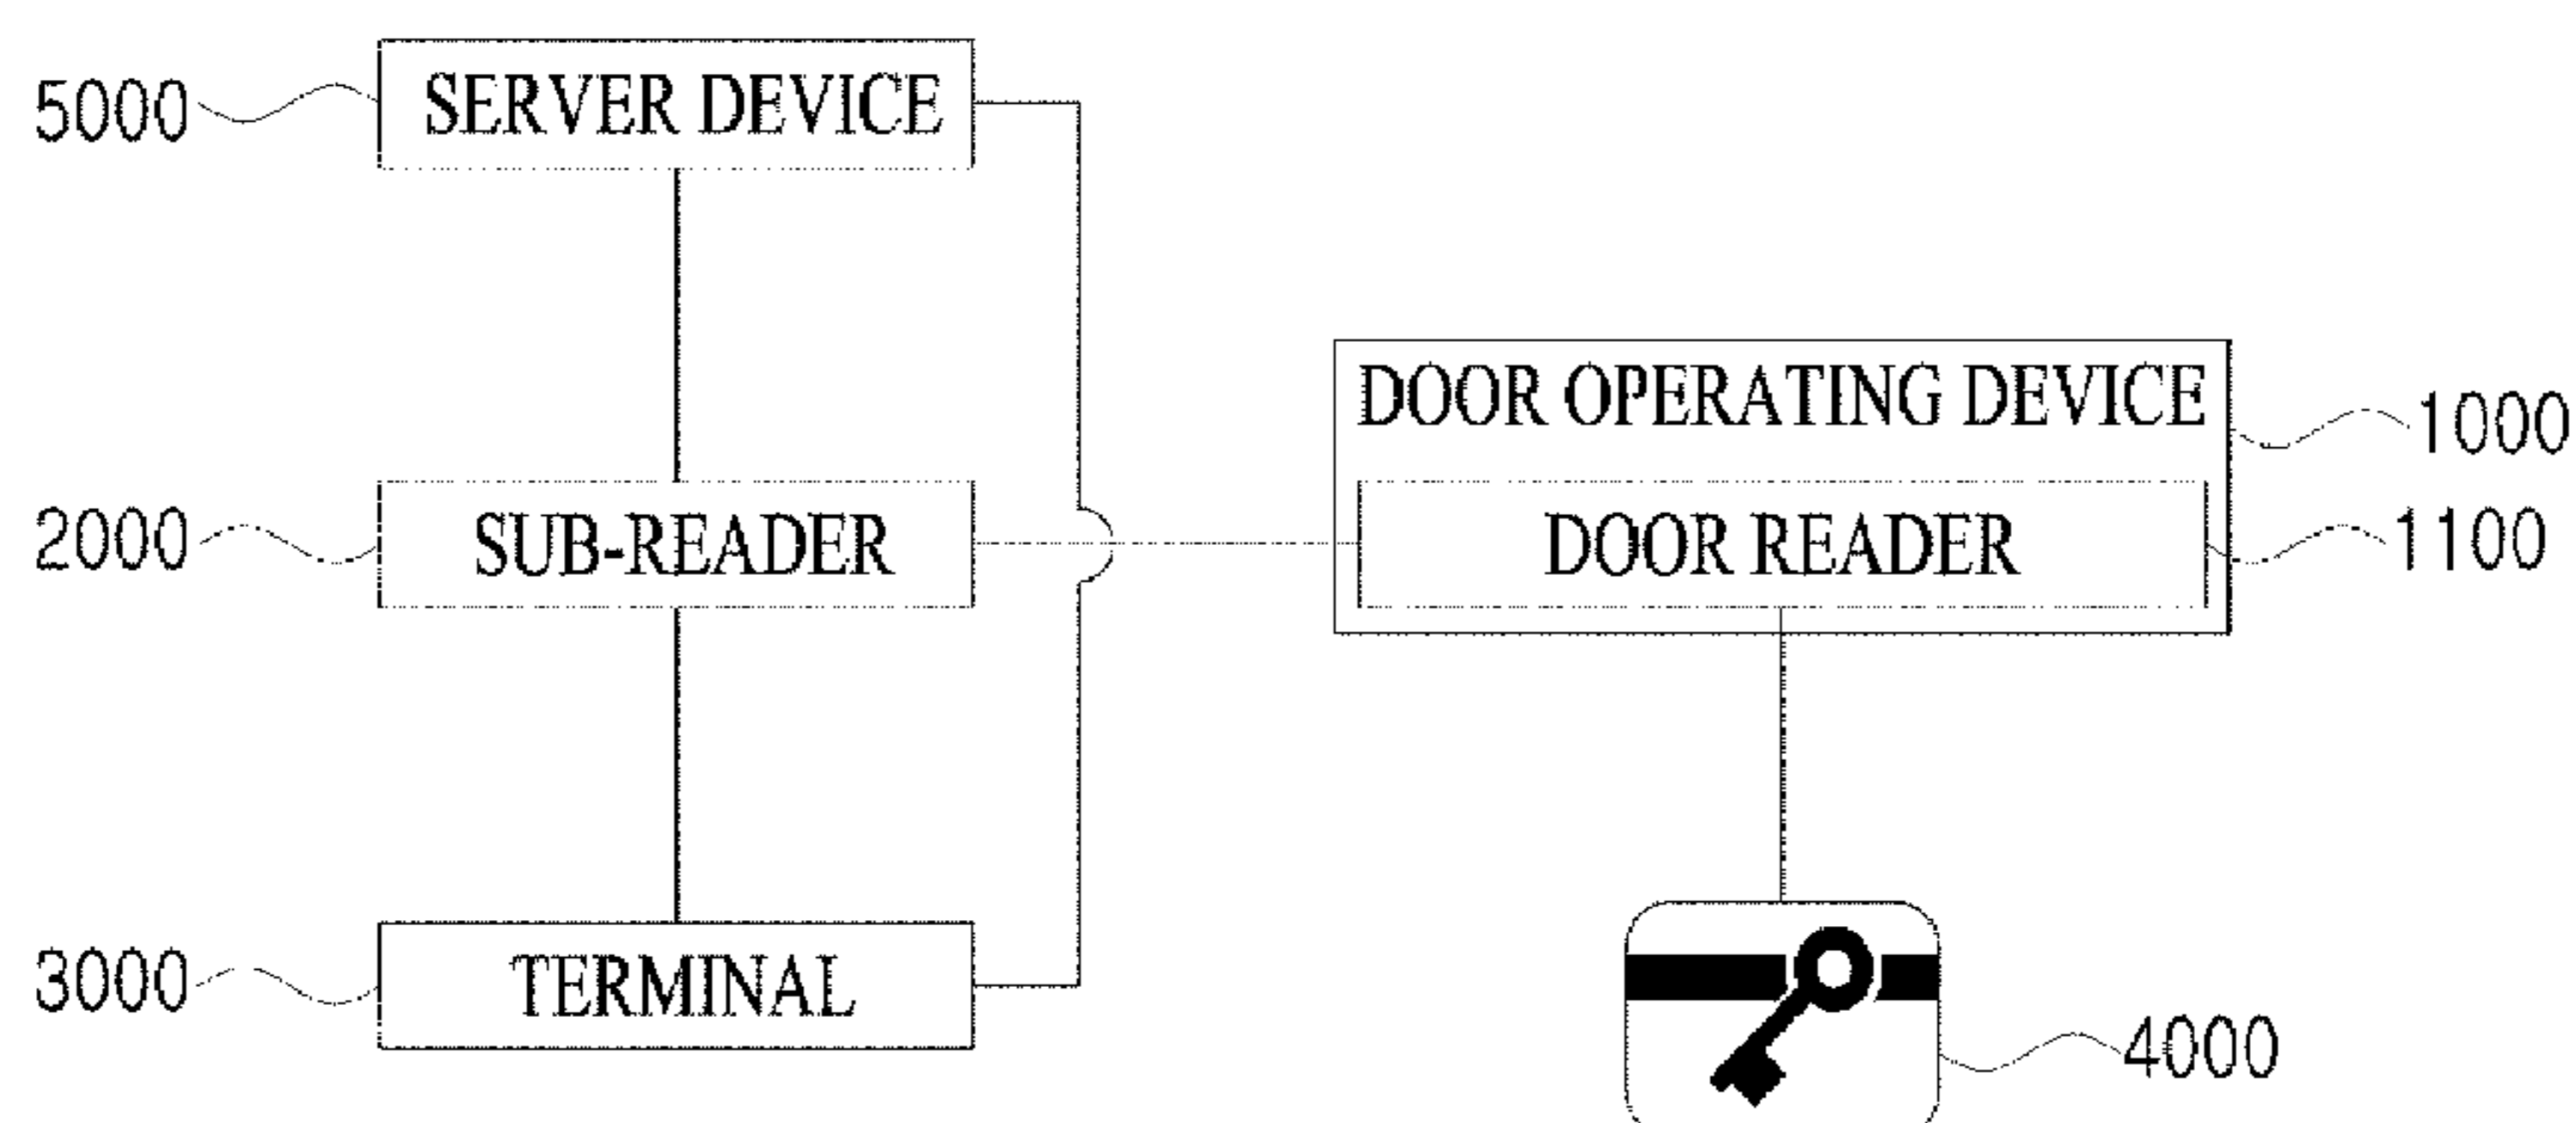 5000
SERVER DEVICE
DOOR OPERATING DEVICE
1000
2000
SUB-READER
DOOR READER
1100
3000
TERMINAL
4000